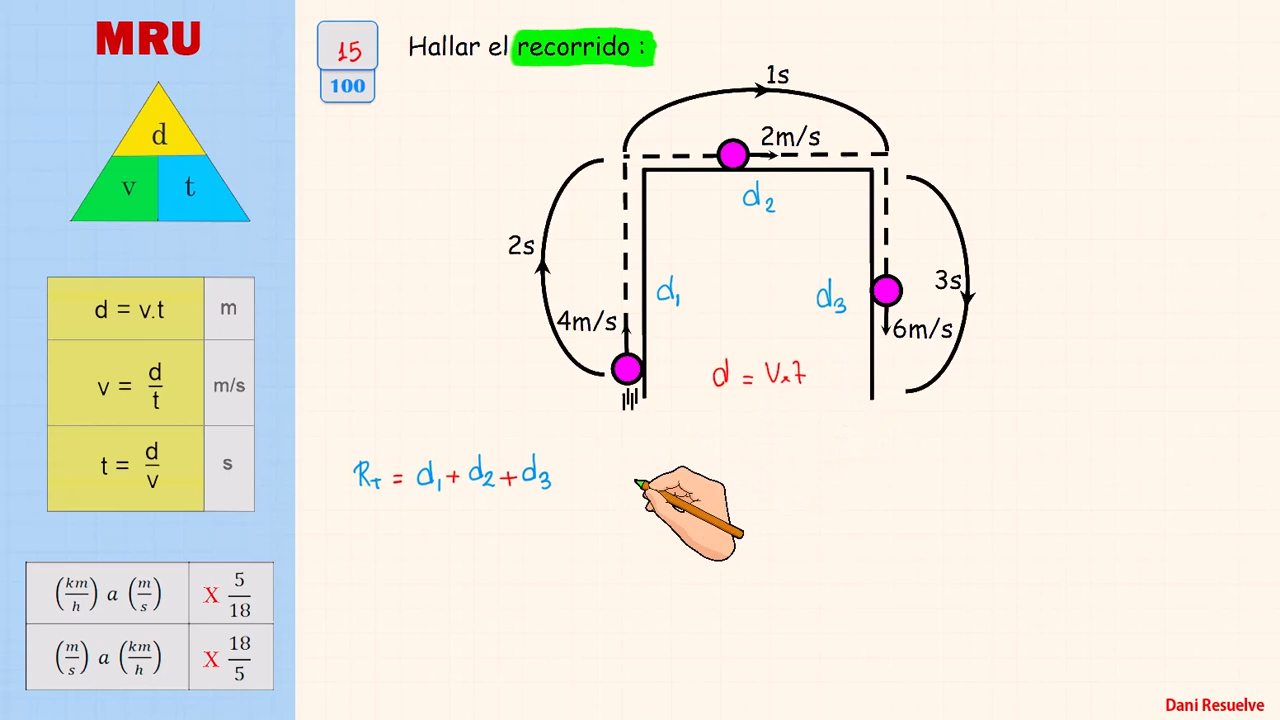 MRU
d
v t
d = v.t m
v = d/t m/s
t = d/v s
(km/h) a (m/s) X 5/18
(m/s) a (km/h) X 18/5
15
100
Hallar el recorrido :
1s
2m/s
d₂
2s
d₁
d₃
3s
4m/s
6m/s
d = V.t
R_T = d₁ + d₂ + d₃
Dani Resuelve